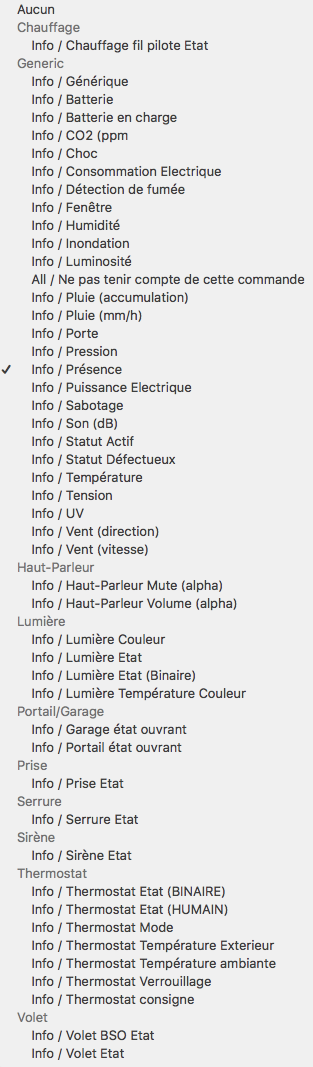 Aucun
Chauffage
Info / Chauffage fil pilote Etat
Generic
Info / Générique
Info / Batterie
Info / Batterie en charge
Info / CO2 (ppm
Info / Choc
Info / Consommation Electrique
Info / Détection de fumée
Info / Fenêtre
Info / Humidité
Info / Inondation
Info / Luminosité
All / Ne pas tenir compte de cette commande
Info / Pluie (accumulation)
Info / Pluie (mm/h)
Info / Porte
Info / Pression
Info / Présence
Info / Puissance Electrique
Info / Sabotage
Info / Son (dB)
Info / Statut Actif
Info / Statut Défectueux
Info / Température
Info / Tension
Info / UV
Info / Vent (direction)
Info / Vent (vitesse)
Haut-Parleur
Info / Haut-Parleur Mute (alpha)
Info / Haut-Parleur Volume (alpha)
Lumière
Info / Lumière Couleur
Info / Lumière Etat
Info / Lumière Etat (Binaire)
Info / Lumière Température Couleur
Portail/Garage
Info / Garage état ouvrant
Info / Portail état ouvrant
Prise
Info / Prise Etat
Serrure
Info / Serrure Etat
Sirène
Info / Sirène Etat
Thermostat
Info / Thermostat Etat (BINAIRE)
Info / Thermostat Etat (HUMAIN)
Info / Thermostat Mode
Info / Thermostat Température Exterieur
Info / Thermostat Température ambiante
Info / Thermostat Verrouillage
Info / Thermostat consigne
Volet
Info / Volet BSO Etat
Info / Volet Etat